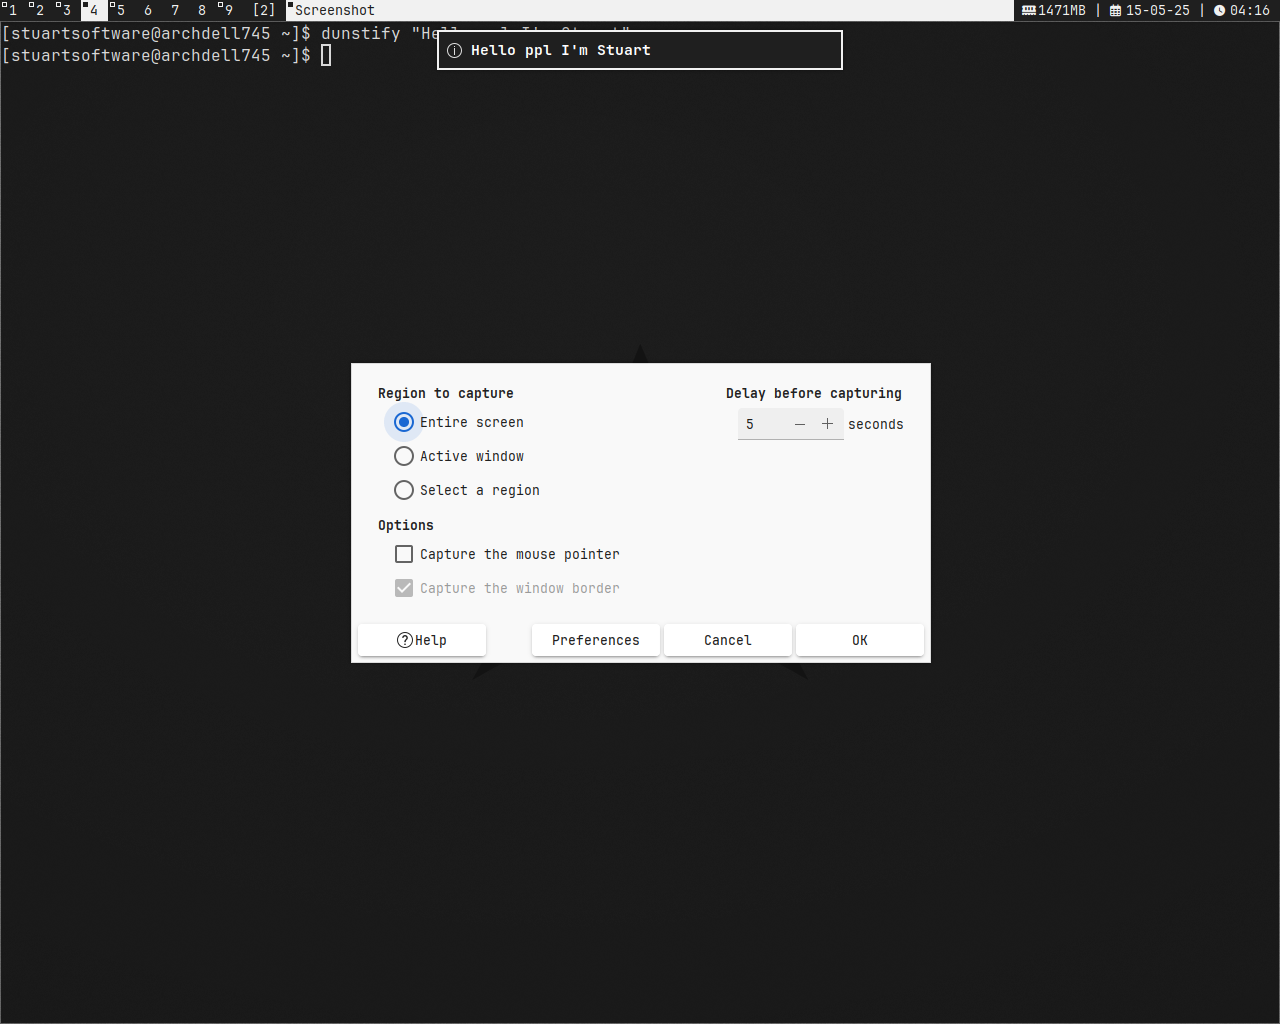 1 2 3 4 5 6 7 8 9 [2] Screenshot 1471MB | 15-05-25 | 04:16
[stuartsoftware@archdell745 ~]$ dunstify "He
[stuartsoftware@archdell745 ~]$
Hello ppl I'm Stuart
Region to capture
Entire screen
Active window
Select a region
Delay before capturing
5 seconds
Options
Capture the mouse pointer
Capture the window border
Help Preferences Cancel OK